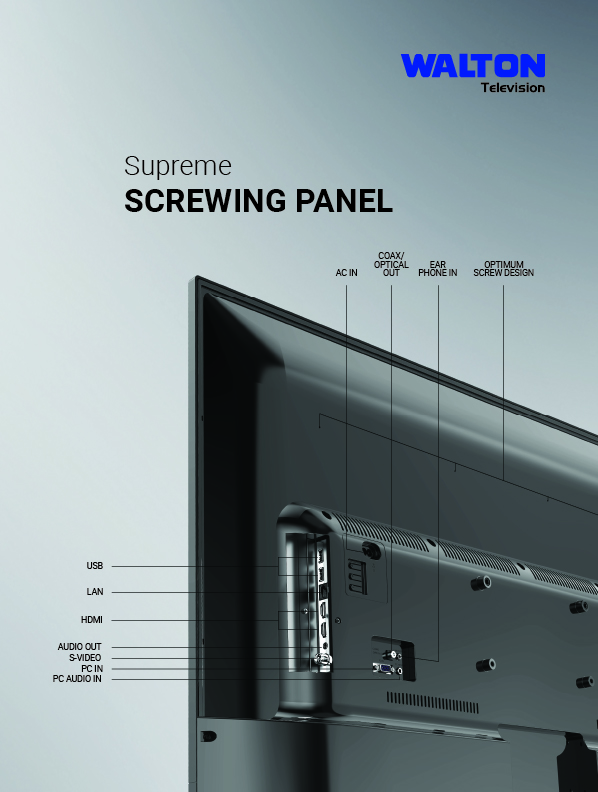 WALTON
Television
Supreme
SCREWING PANEL
AC IN
COAX/
OPTICAL
OUT
EAR
PHONE IN
OPTIMUM
SCREW DESIGN
USB
LAN
HDMI
AUDIO OUT
S-VIDEO
PC IN
PC AUDIO IN